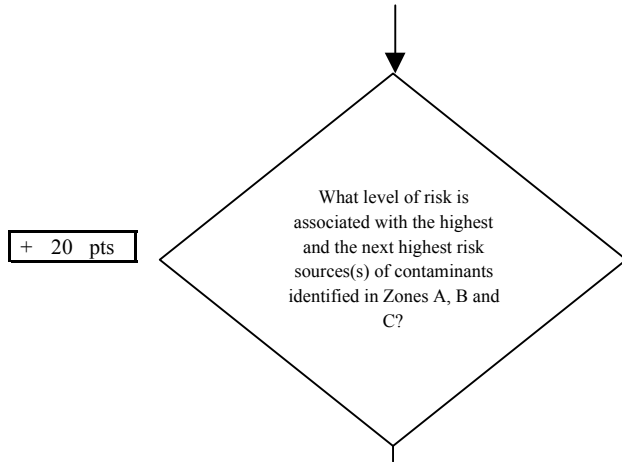 What level of risk is
associated with the highest
and the next highest risk
sources(s) of contaminants
identified in Zones A, B and
C?
+ 20 pts